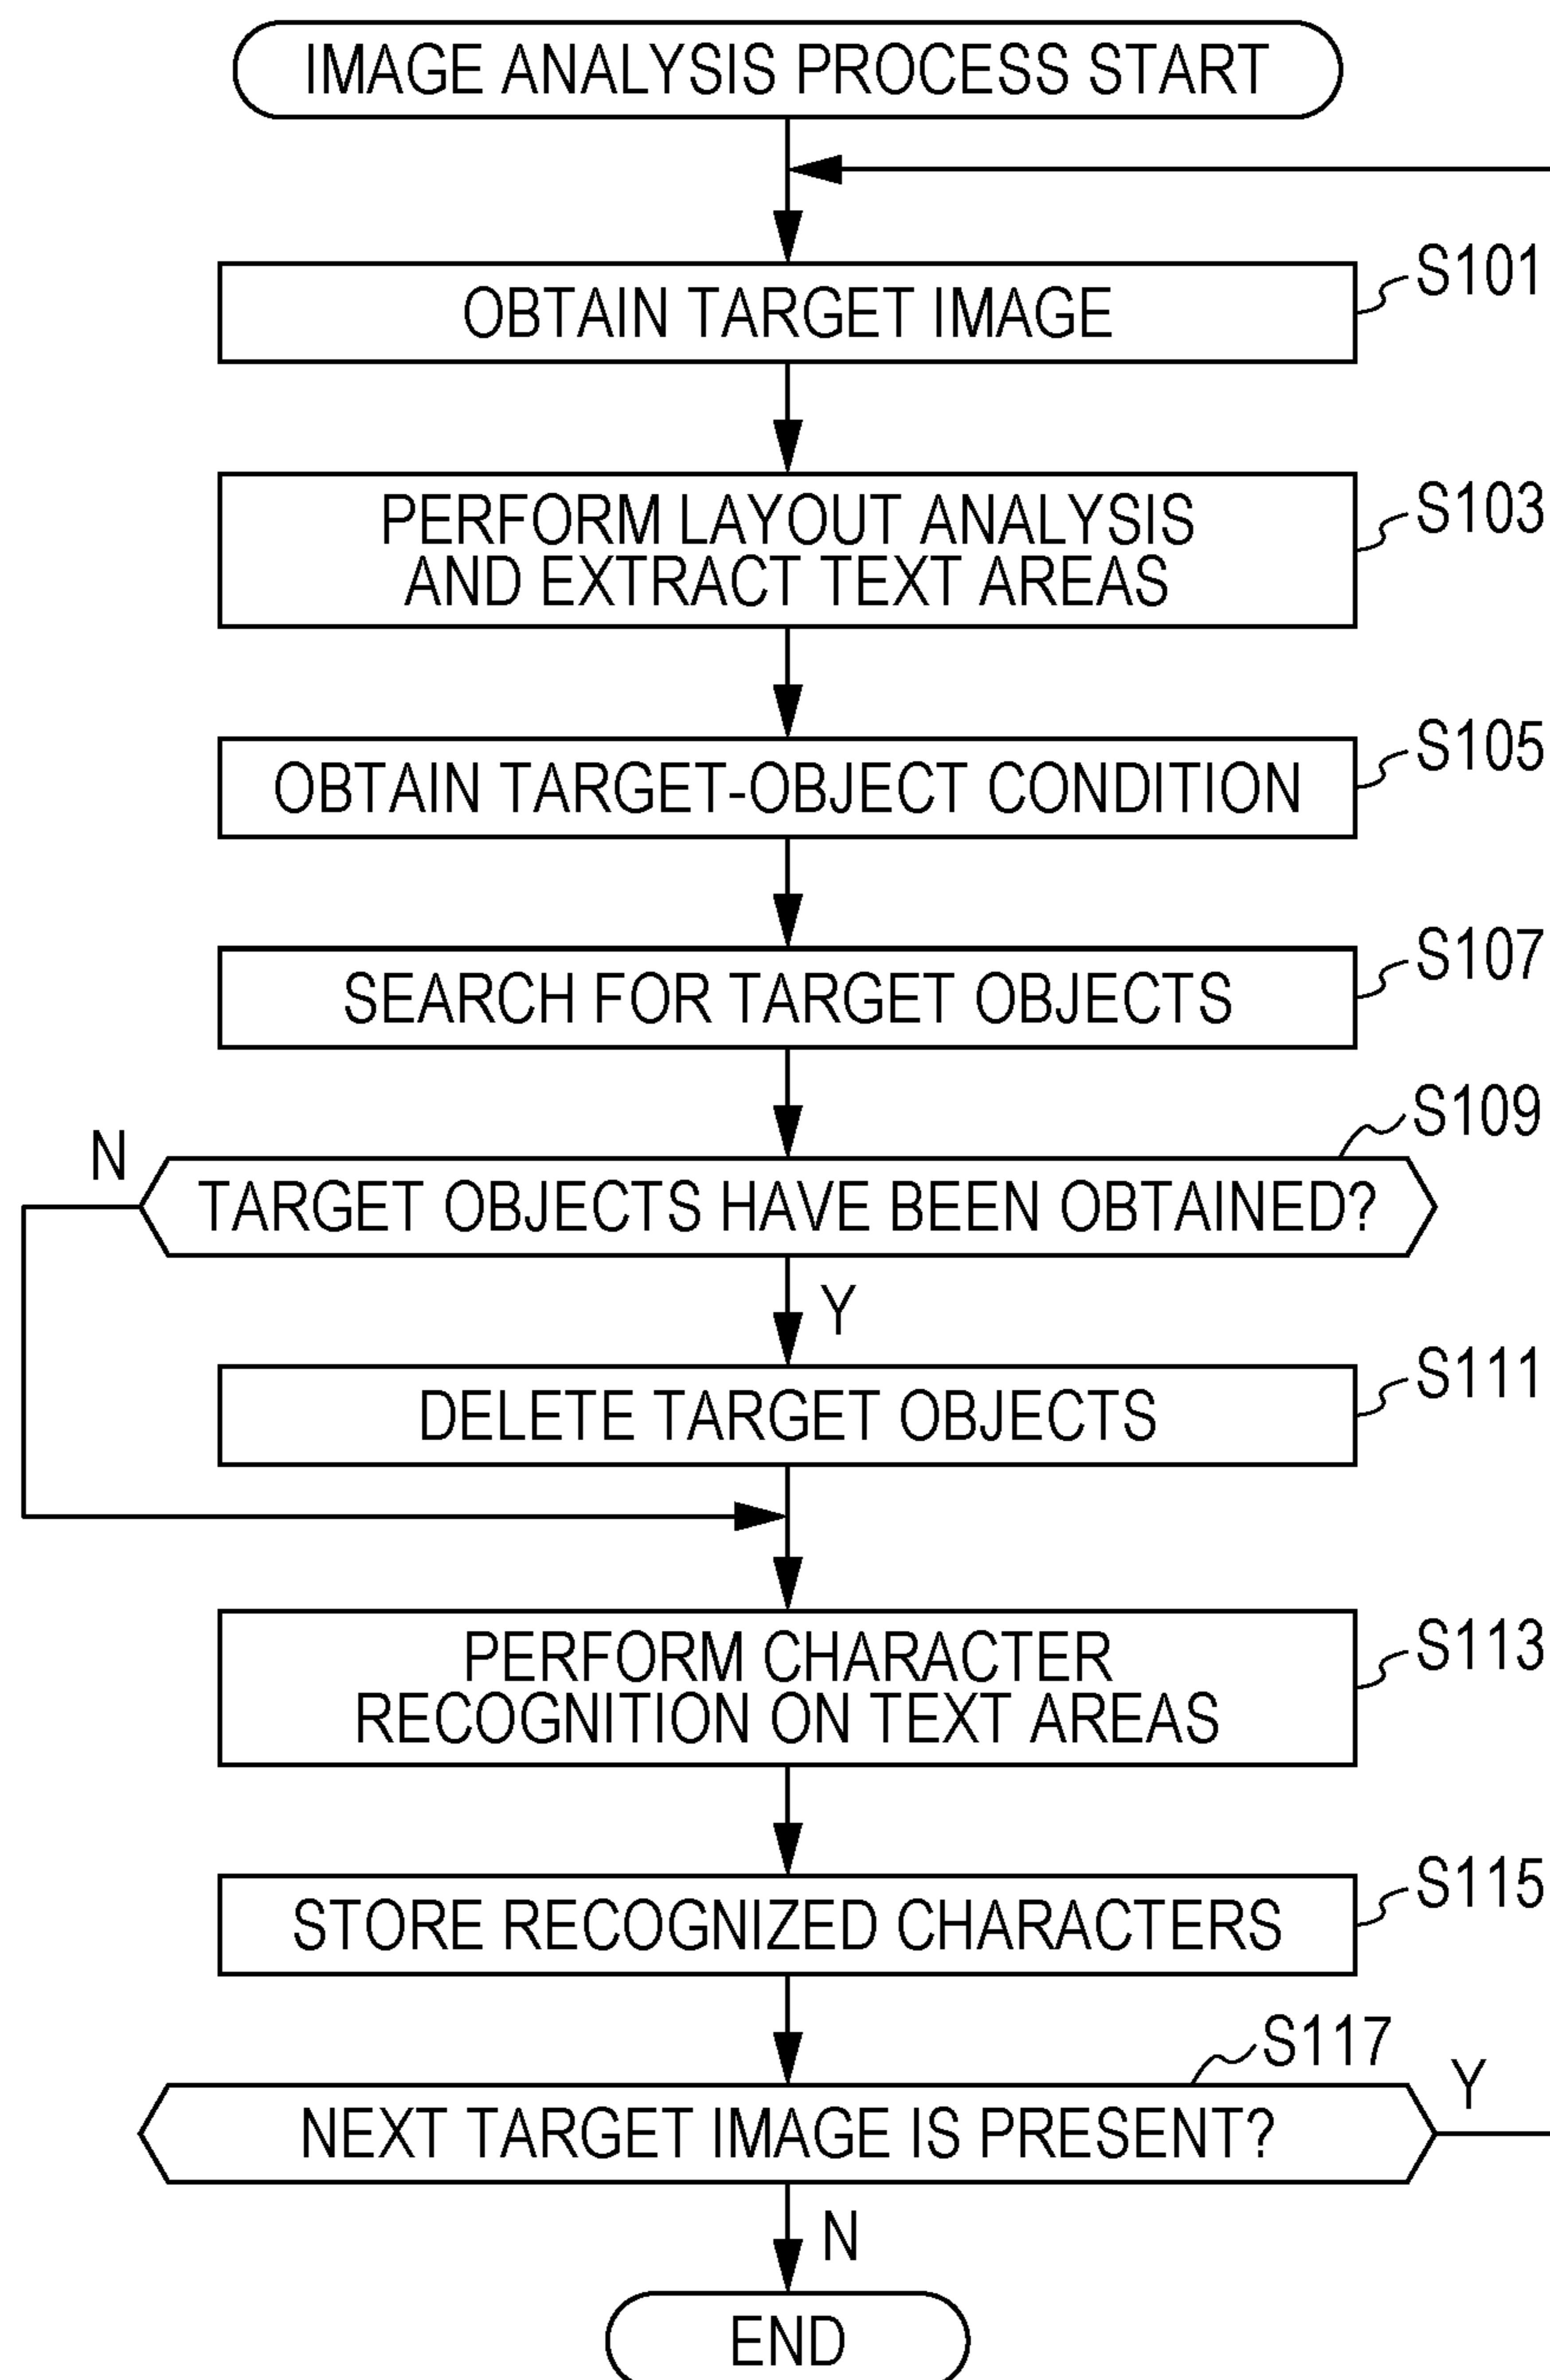 IMAGE ANALYSIS PROCESS START
S101
OBTAIN TARGET IMAGE
S103
PERFORM LAYOUT ANALYSIS
AND EXTRACT TEXT AREAS
S105
OBTAIN TARGET-OBJECT CONDITION
S107
SEARCH FOR TARGET OBJECTS
S109
N
TARGET OBJECTS HAVE BEEN OBTAINED?
Y
S111
DELETE TARGET OBJECTS
S113
PERFORM CHARACTER
RECOGNITION ON TEXT AREAS
S115
STORE RECOGNIZED CHARACTERS
S117
Y
NEXT TARGET IMAGE IS PRESENT?
N
END